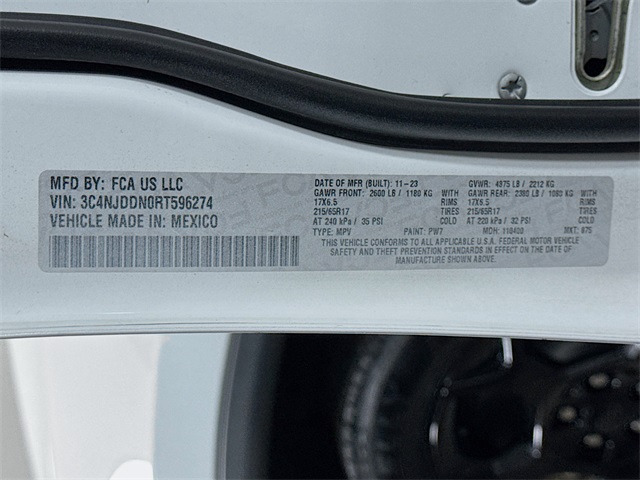 MFD BY: FCA US LLC
VIN: 3C4NJDDN0RT596274
VEHICLE MADE IN: MEXICO
DATE OF MFR (BUILT): 11-23 GVWR: 4875 LB / 2212 KG
GAWR FRONT: 2600 LB / 1180 KG GAWR REAR: 2380 LB / 1080 KG
17X6.5 RIMS 17X6.5 RIMS
215/65R17 TIRES 215/65R17 TIRES
AT 240 kPa / 35 PSI COLD AT 220 kPa / 32 PSI COLD
TYPE: MPV PAINT: PW7 MDH: 110400 MXT: 875
THIS VEHICLE CONFORMS TO ALL APPLICABLE U.S.A. FEDERAL MOTOR VEHICLE
SAFETY AND THEFT PREVENTION STANDARDS IN EFFECT ON THE DATE OF
MANUFACTURE SHOWN ABOVE.